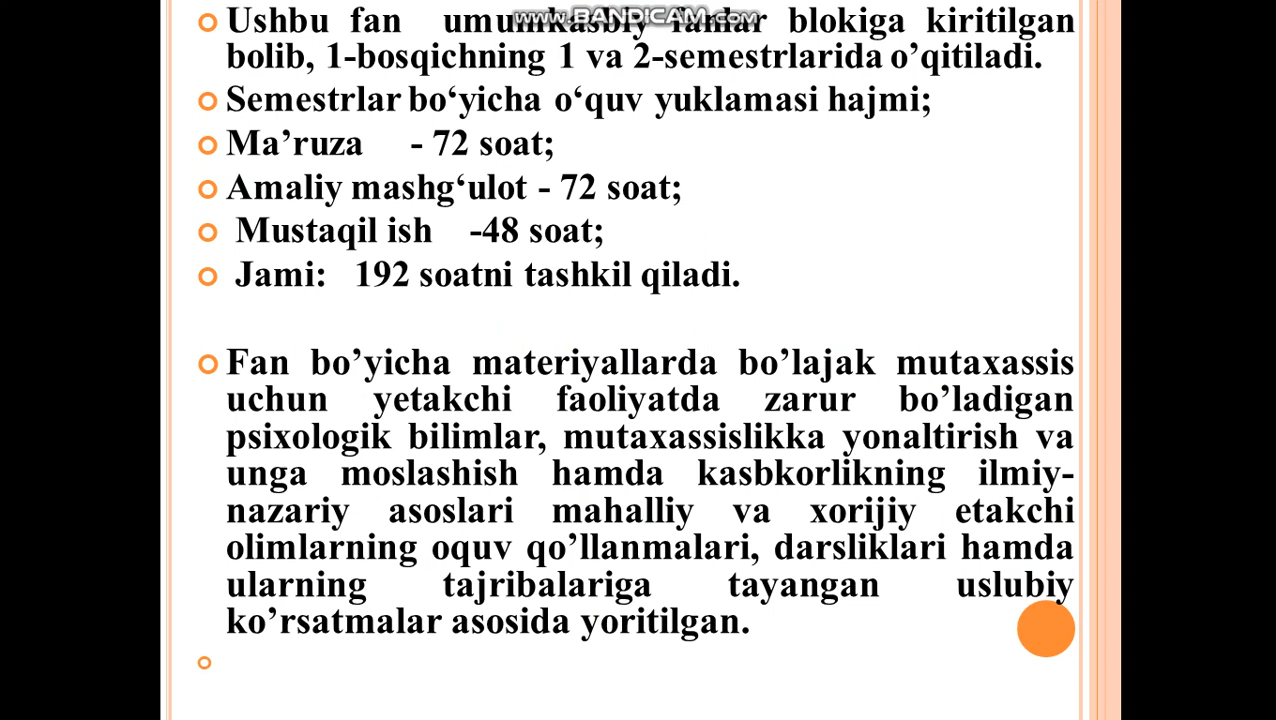 www.BANDICAM.com
Ushbu fan umumkasbiy fanlar blokiga kiritilgan
bolib, 1-bosqichning 1 va 2-semestrlarida o’qitiladi.
Semestrlar bo‘yicha o‘quv yuklamasi hajmi;
Ma’ruza - 72 soat;
Amaliy mashg‘ulot - 72 soat;
Mustaqil ish -48 soat;
Jami: 192 soatni tashkil qiladi.
Fan bo’yicha materiyallarda bo’lajak mutaxassis
uchun yetakchi faoliyatda zarur bo’ladigan
psixologik bilimlar, mutaxassislikka yonaltirish va
unga moslashish hamda kasbkorlikning ilmiy-
nazariy asoslari mahalliy va xorijiy etakchi
olimlarning oquv qo’llanmalari, darsliklari hamda
ularning tajribalariga tayangan uslubiy
ko’rsatmalar asosida yoritilgan.